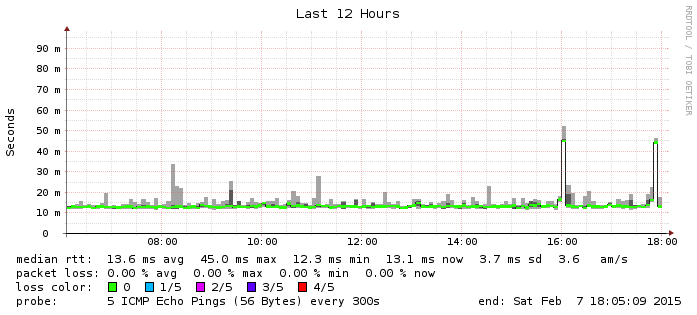 Last 12 Hours
RRDTOOL / TOBI OETIKER
Seconds
90 m
80 m
70 m
60 m
50 m
40 m
30 m
20 m
10 m
0
08:00 10:00 12:00 14:00 16:00 18:00
median rtt: 13.6 ms avg 45.0 ms max 12.3 ms min 13.1 ms now 3.7 ms sd 3.6 am/s
packet loss: 0.00 % avg 0.00 % max 0.00 % min 0.00 % now
loss color: 0 1/5 2/5 3/5 4/5
probe: 5 ICMP Echo Pings (56 Bytes) every 300s end: Sat Feb 7 18:05:09 2015